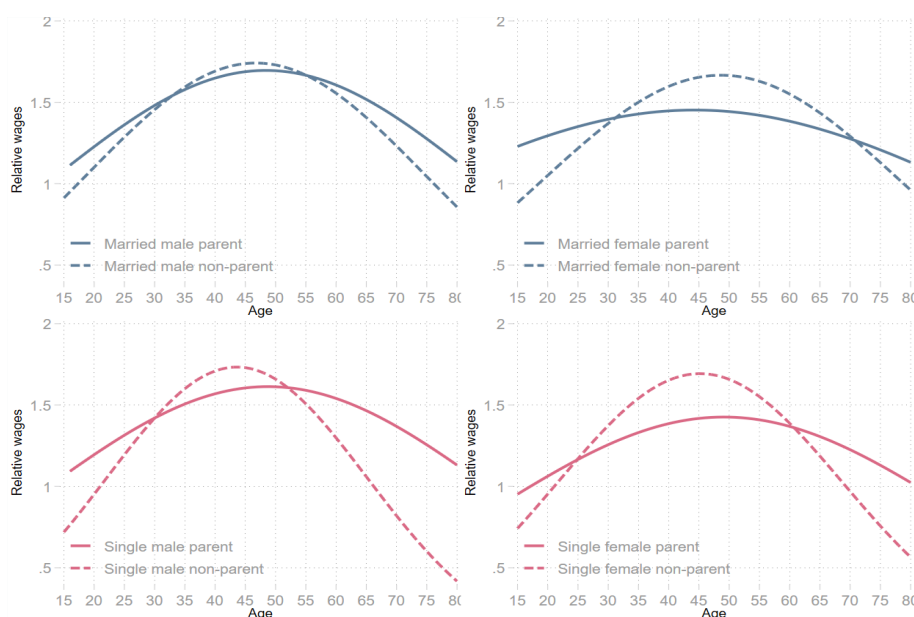 2
1.5
1
.5
Relative wages
Married male parent
Married male non-parent
15 20 25 30 35 40 45 50 55 60 65 70 75 80
Age
2
1.5
1
.5
Relative wages
Married female parent
Married female non-parent
15 20 25 30 35 40 45 50 55 60 65 70 75 80
Age
2
1.5
1
.5
Relative wages
Single male parent
Single male non-parent
15 20 25 30 35 40 45 50 55 60 65 70 75 80
Age
2
1.5
1
.5
Relative wages
Single female parent
Single female non-parent
15 20 25 30 35 40 45 50 55 60 65 70 75 80
Age